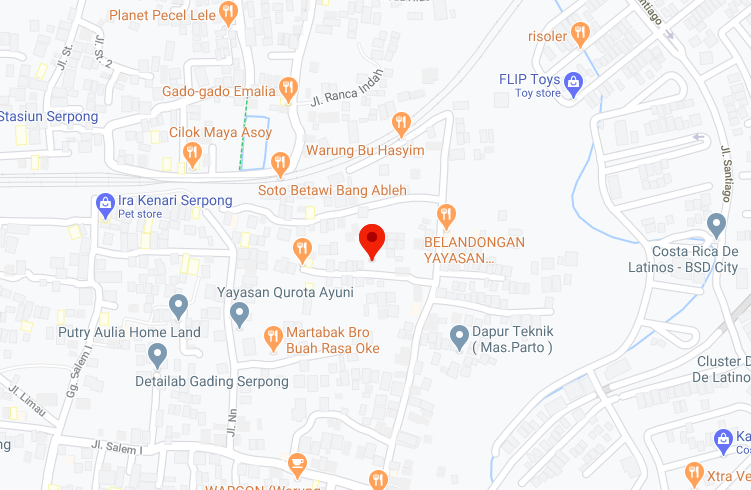 Planet Pecel Lele
Jl. St.
Jl. St. 2
Santiago
risoler
FLIP Toys
Toy store
Gado-gado Emalia
Jl. Ranca Indah
Stasiun Serpong
Cilok Maya Asoy
Warung Bu Hasyim
Jl. Santiago
Soto Betawi Bang Ableh
Ira Kenari Serpong
Pet store
BELANDONGAN
YAYASAN...
Costa Rica De
Latinos - BSD City
Yayasan Qurota Ayuni
Putry Aulia Home Land
Martabak Bro
Buah Rasa Oke
Dapur Teknik
( Mas.Parto )
Detailab Gading Serpong
Gg. Salem I
Cluster D
De Latino
Jl. Limau
Jl. Nn
Jl. Salem I
ng
Ka
Cos
Xtra Vo
WARGON (Warung